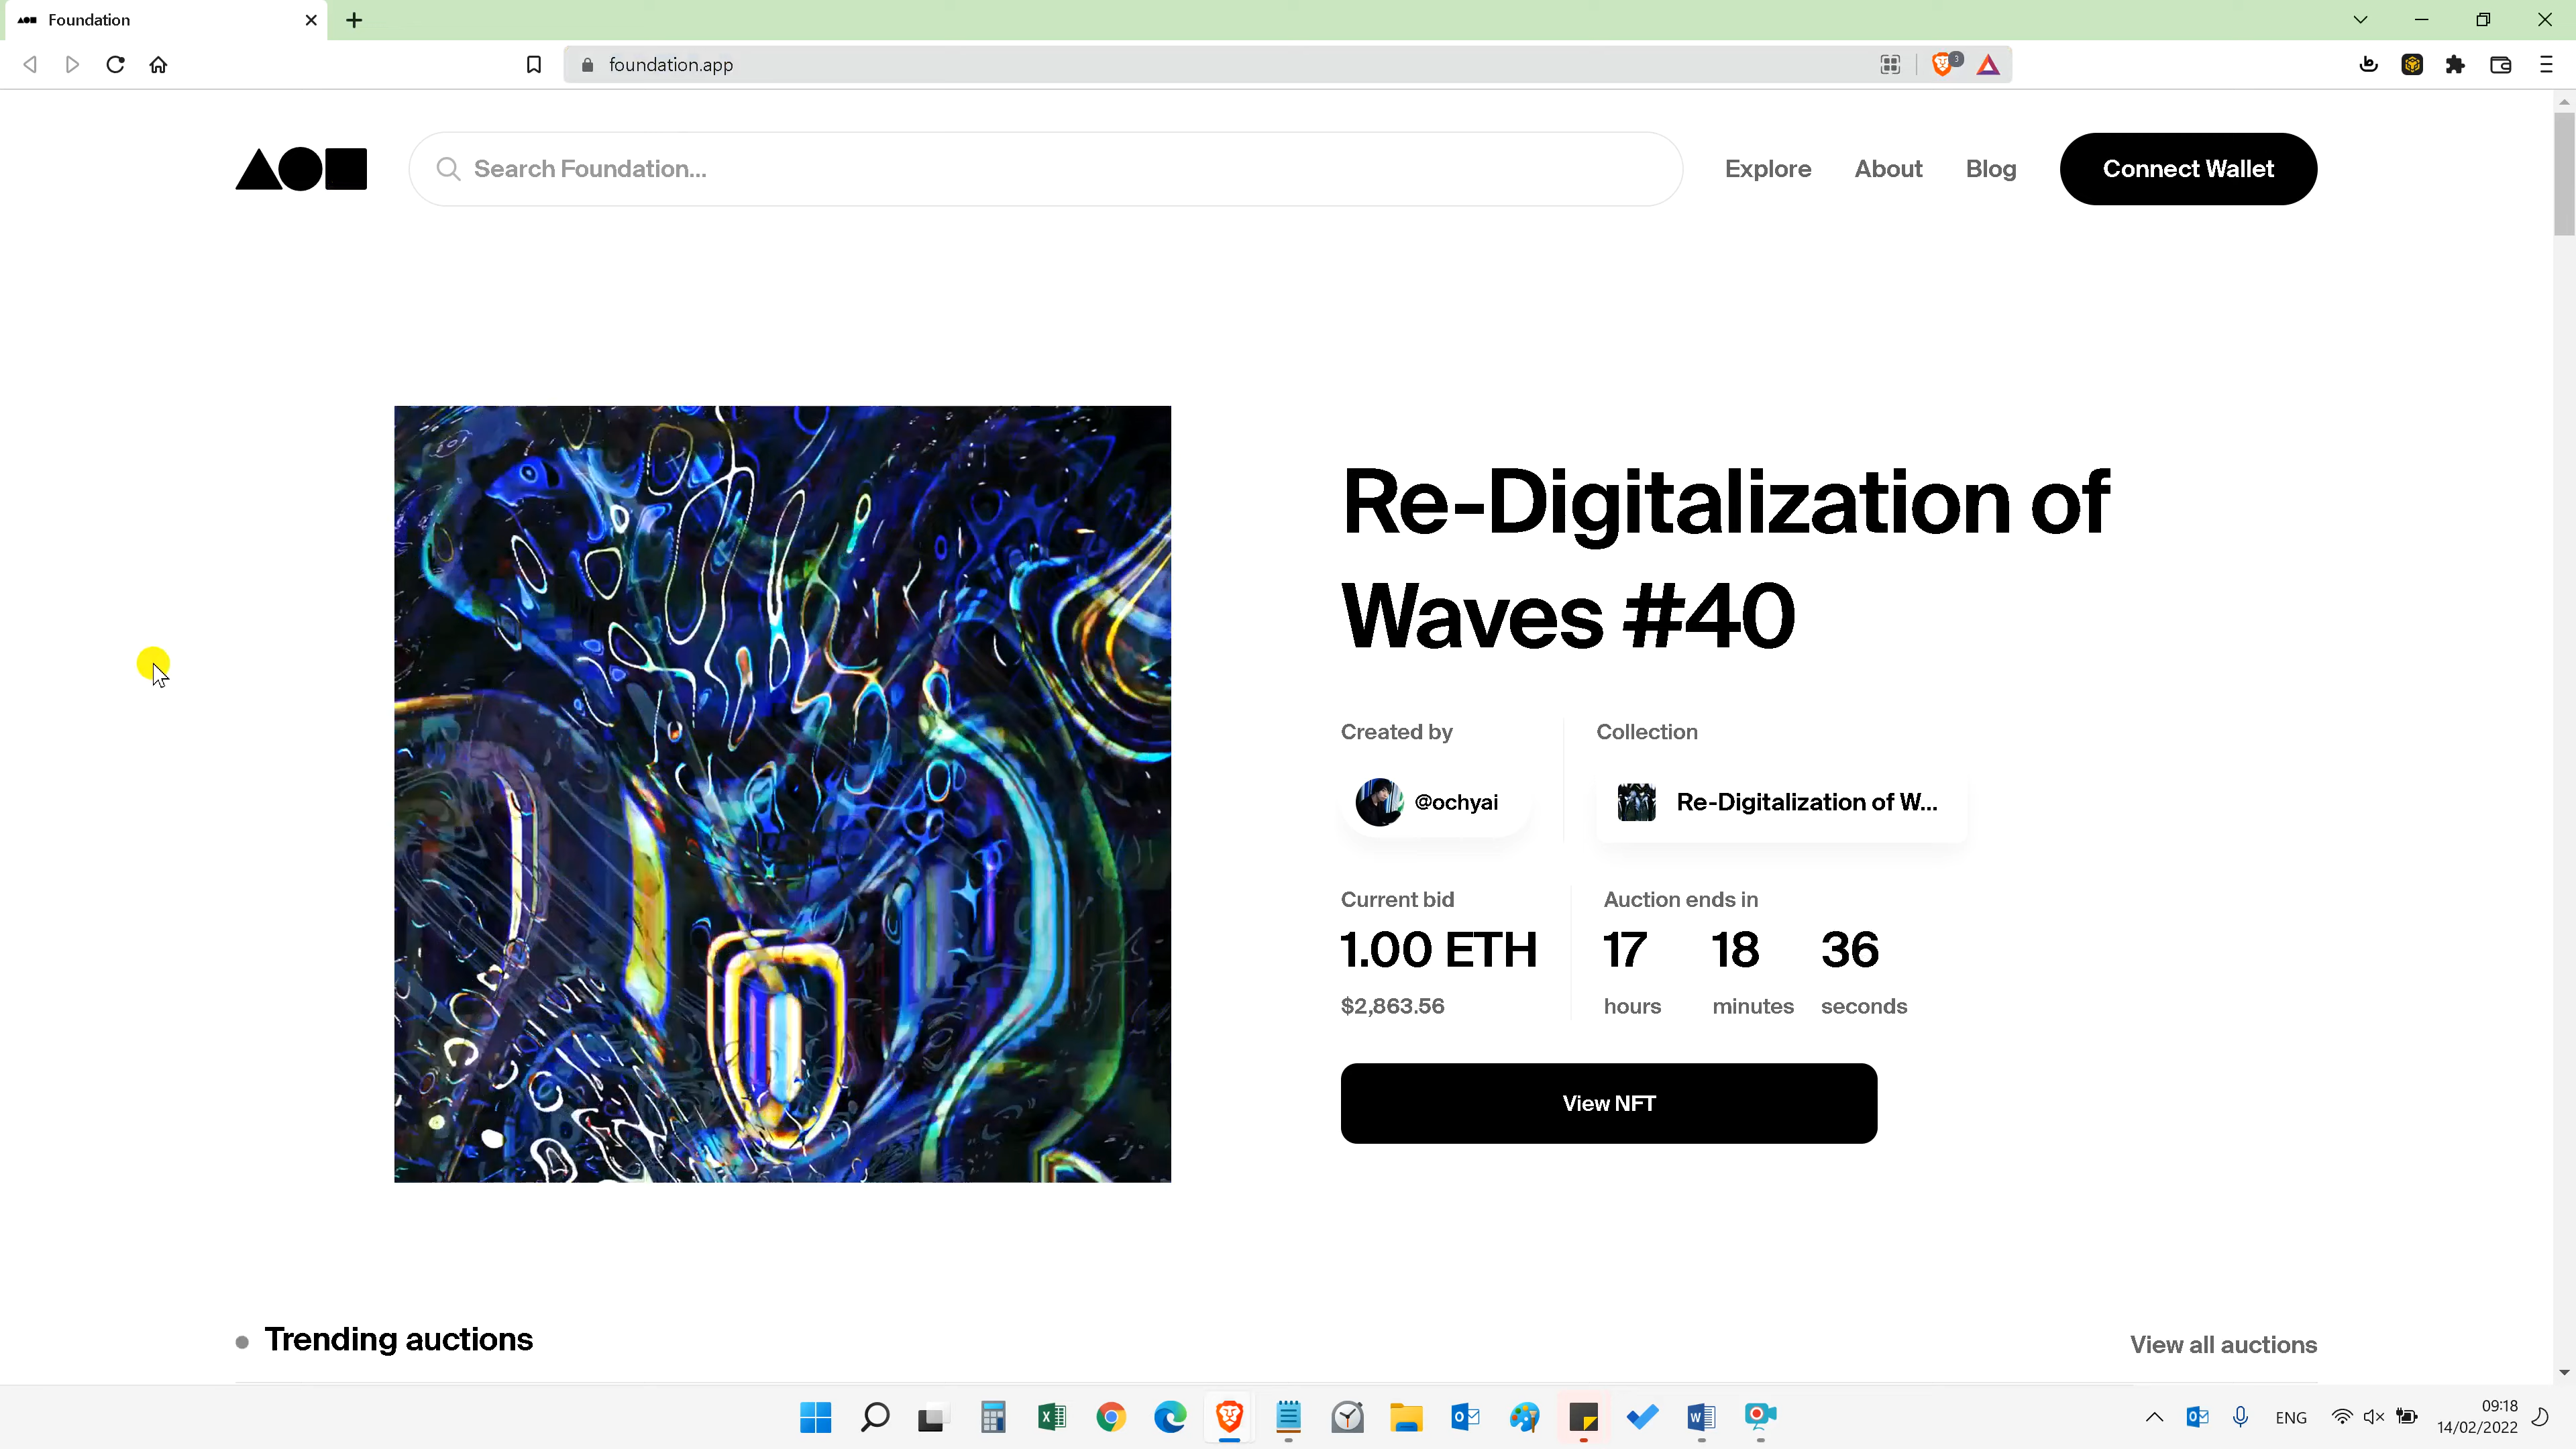 Foundation
foundation.app
3
Search Foundation...
Explore
About
Blog
Connect Wallet
Re-Digitalization of
Waves #40
Created by
Collection
@ochyai
Re-Digitalization of W...
Current bid
Auction ends in
1.00 ETH
17
18
36
$2,863.56
hours
minutes
seconds
View NFT
Trending auctions
View all auctions
ENG
09:18
14/02/2022